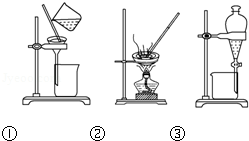 ① ② ③